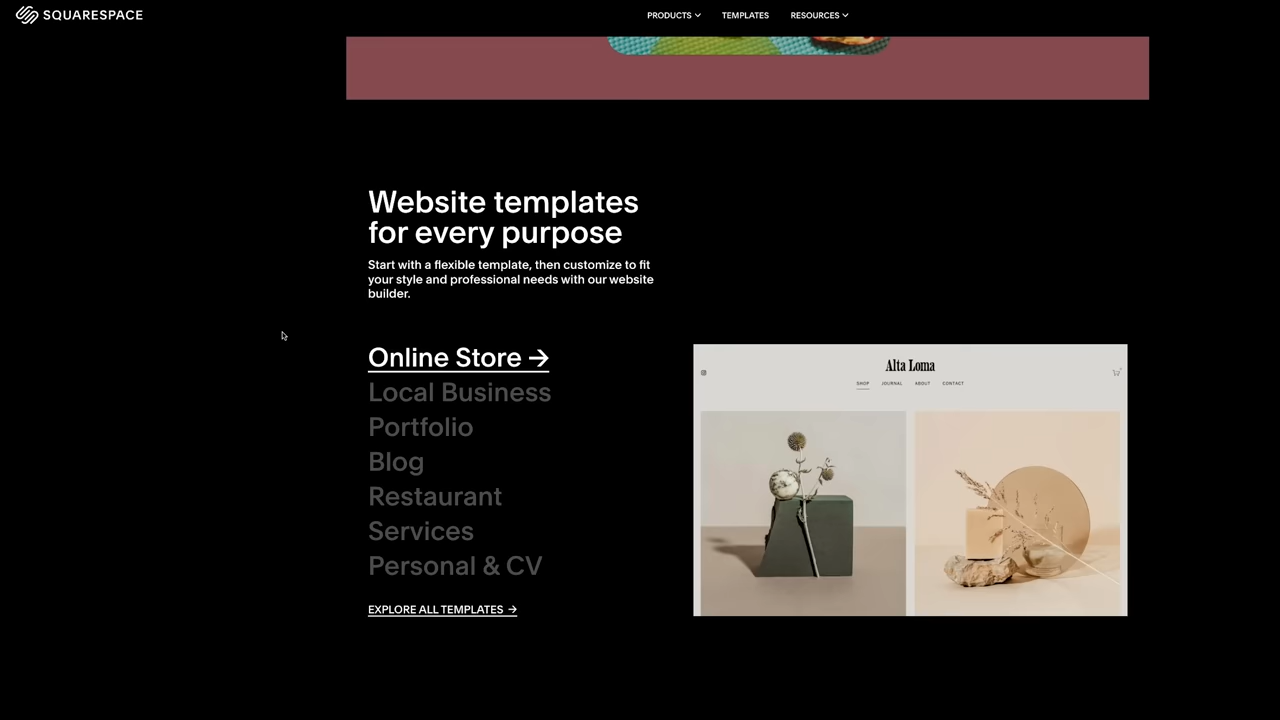 SQUARESPACE
PRODUCTS
TEMPLATES
RESOURCES
Website templates
for every purpose
Start with a flexible template, then customize to fit
your style and professional needs with our website
builder.
Online Store →
Local Business
Portfolio
Blog
Restaurant
Services
Personal & CV
EXPLORE ALL TEMPLATES →
Alta Loma
SHOP
JOURNAL
ABOUT
CONTACT